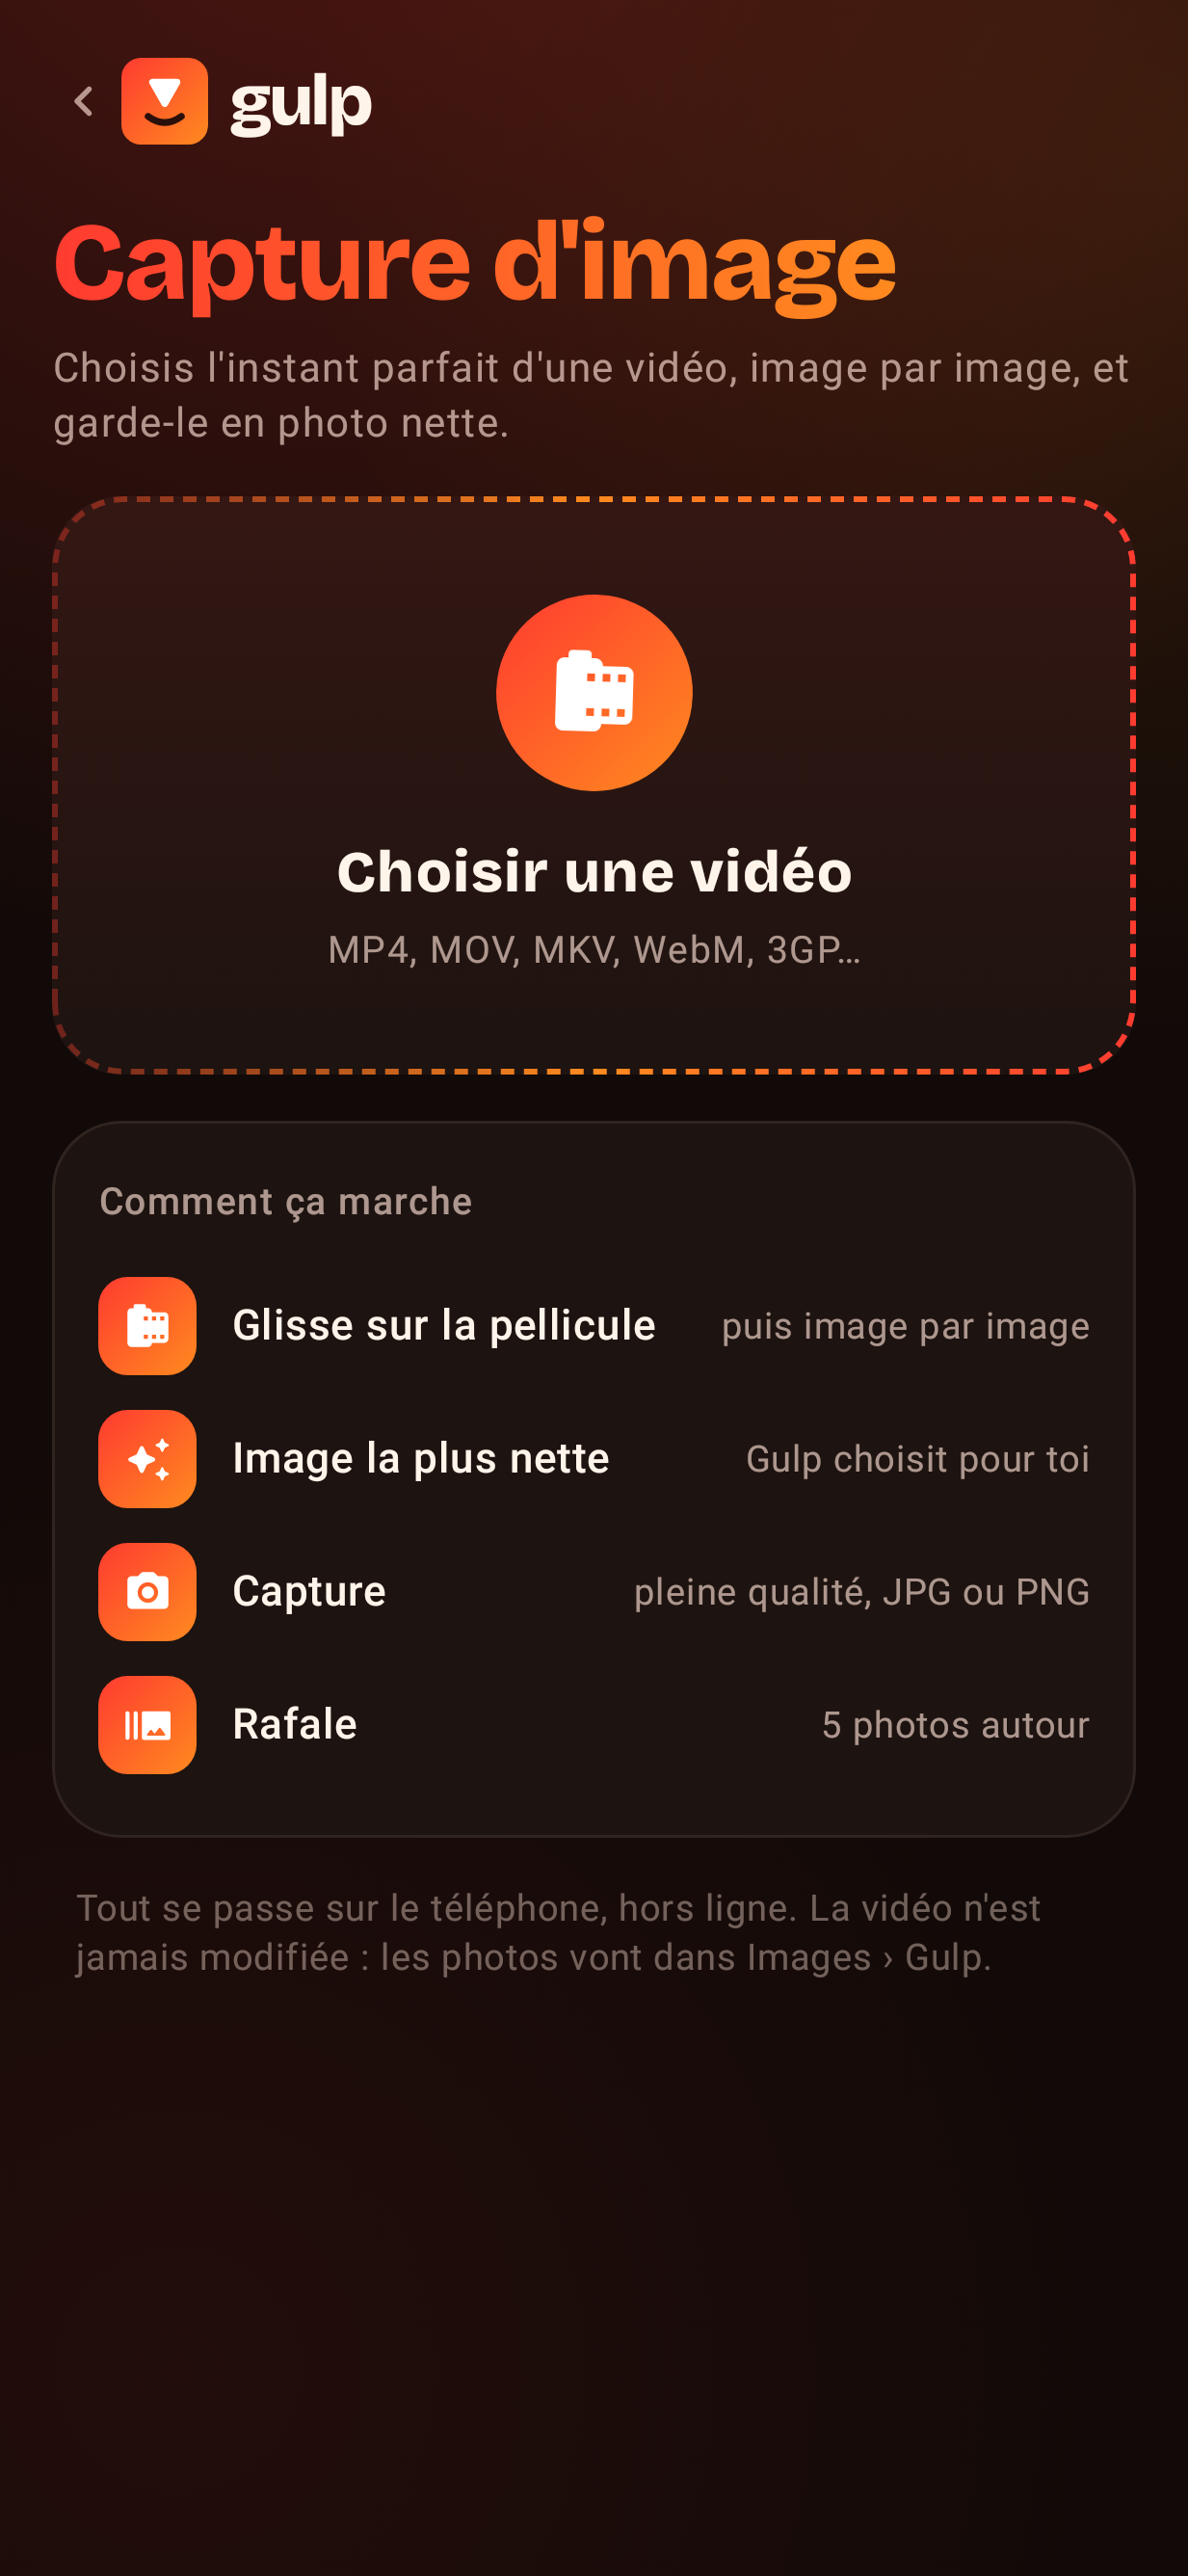 gulp
Capture d'image
Choisis l'instant parfait d'une vidéo, image par image, et
garde-le en photo nette.
Choisir une vidéo
MP4, MOV, MKV, WebM, 3GP…
Comment ça marche
Glisse sur la pellicule puis image par image
Image la plus nette Gulp choisit pour toi
Capture pleine qualité, JPG ou PNG
Rafale 5 photos autour
Tout se passe sur le téléphone, hors ligne. La vidéo n'est
jamais modifiée : les photos vont dans Images › Gulp.